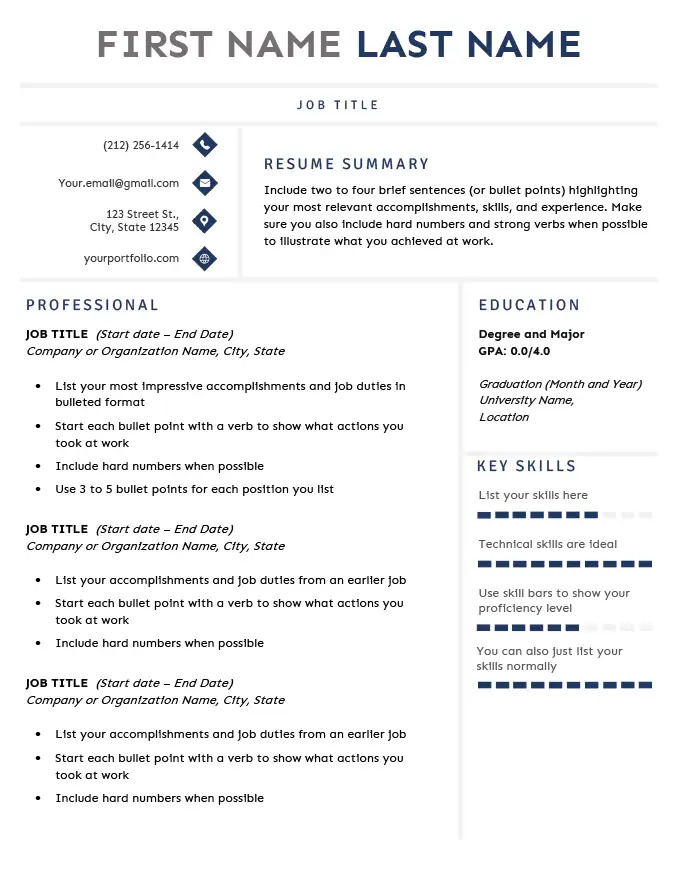 FIRST NAME LAST NAME
JOB TITLE
(212) 256-1414
Your.email@gmail.com
123 Street St.,
City, State 12345
yourportfolio.com
RESUME SUMMARY
Include two to four brief sentences (or bullet points) highlighting
your most relevant accomplishments, skills, and experience. Make
sure you also include hard numbers and strong verbs when possible
to illustrate what you achieved at work.
PROFESSIONAL
JOB TITLE (Start date – End Date)
Company or Organization Name, City, State
• List your most impressive accomplishments and job duties in
bulleted format
• Start each bullet point with a verb to show what actions you
took at work
• Include hard numbers when possible
• Use 3 to 5 bullet points for each position you list
JOB TITLE (Start date – End Date)
Company or Organization Name, City, State
• List your accomplishments and job duties from an earlier job
• Start each bullet point with a verb to show what actions you
took at work
• Include hard numbers when possible
JOB TITLE (Start date – End Date)
Company or Organization Name, City, State
• List your accomplishments and job duties from an earlier job
• Start each bullet point with a verb to show what actions you
took at work
• Include hard numbers when possible
EDUCATION
Degree and Major
GPA: 0.0/4.0
Graduation (Month and Year)
University Name,
Location
KEY SKILLS
List your skills here
Technical skills are ideal
Use skill bars to show your
proficiency level
You can also just list your
skills normally